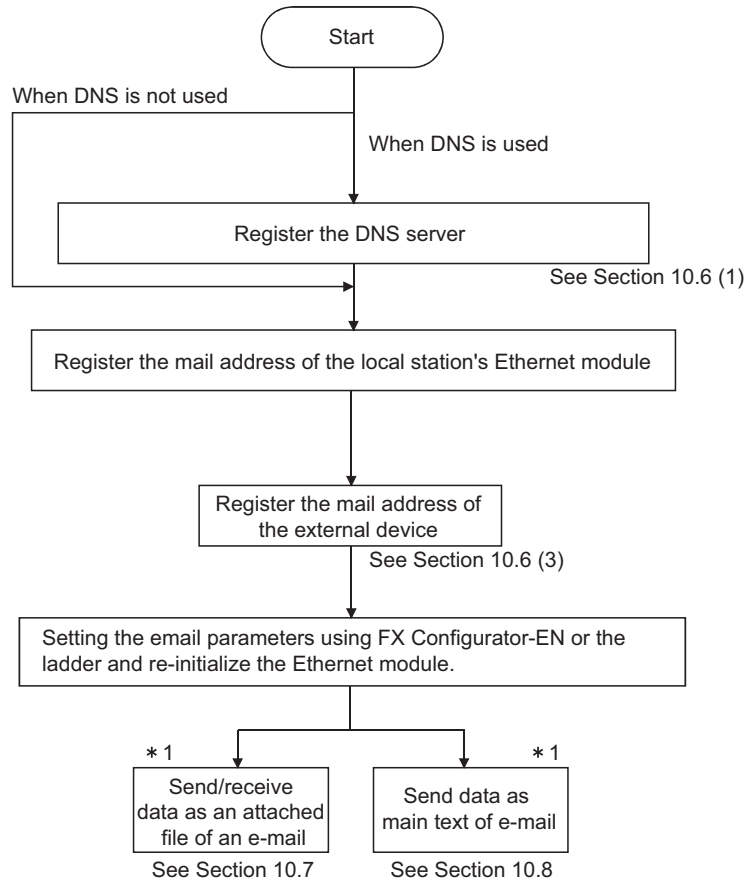 Start
When DNS is not used
When DNS is used
Register the DNS server
See Section 10.6 (1)
Register the mail address of the local station's Ethernet module
Register the mail address of
the external device
See Section 10.6 (3)
Setting the email parameters using FX Configurator-EN or the
ladder and re-initialize the Ethernet module.
*1
Send/receive
data as an attached
file of an e-mail
See Section 10.7
*1
Send data as
main text of e-mail
See Section 10.8